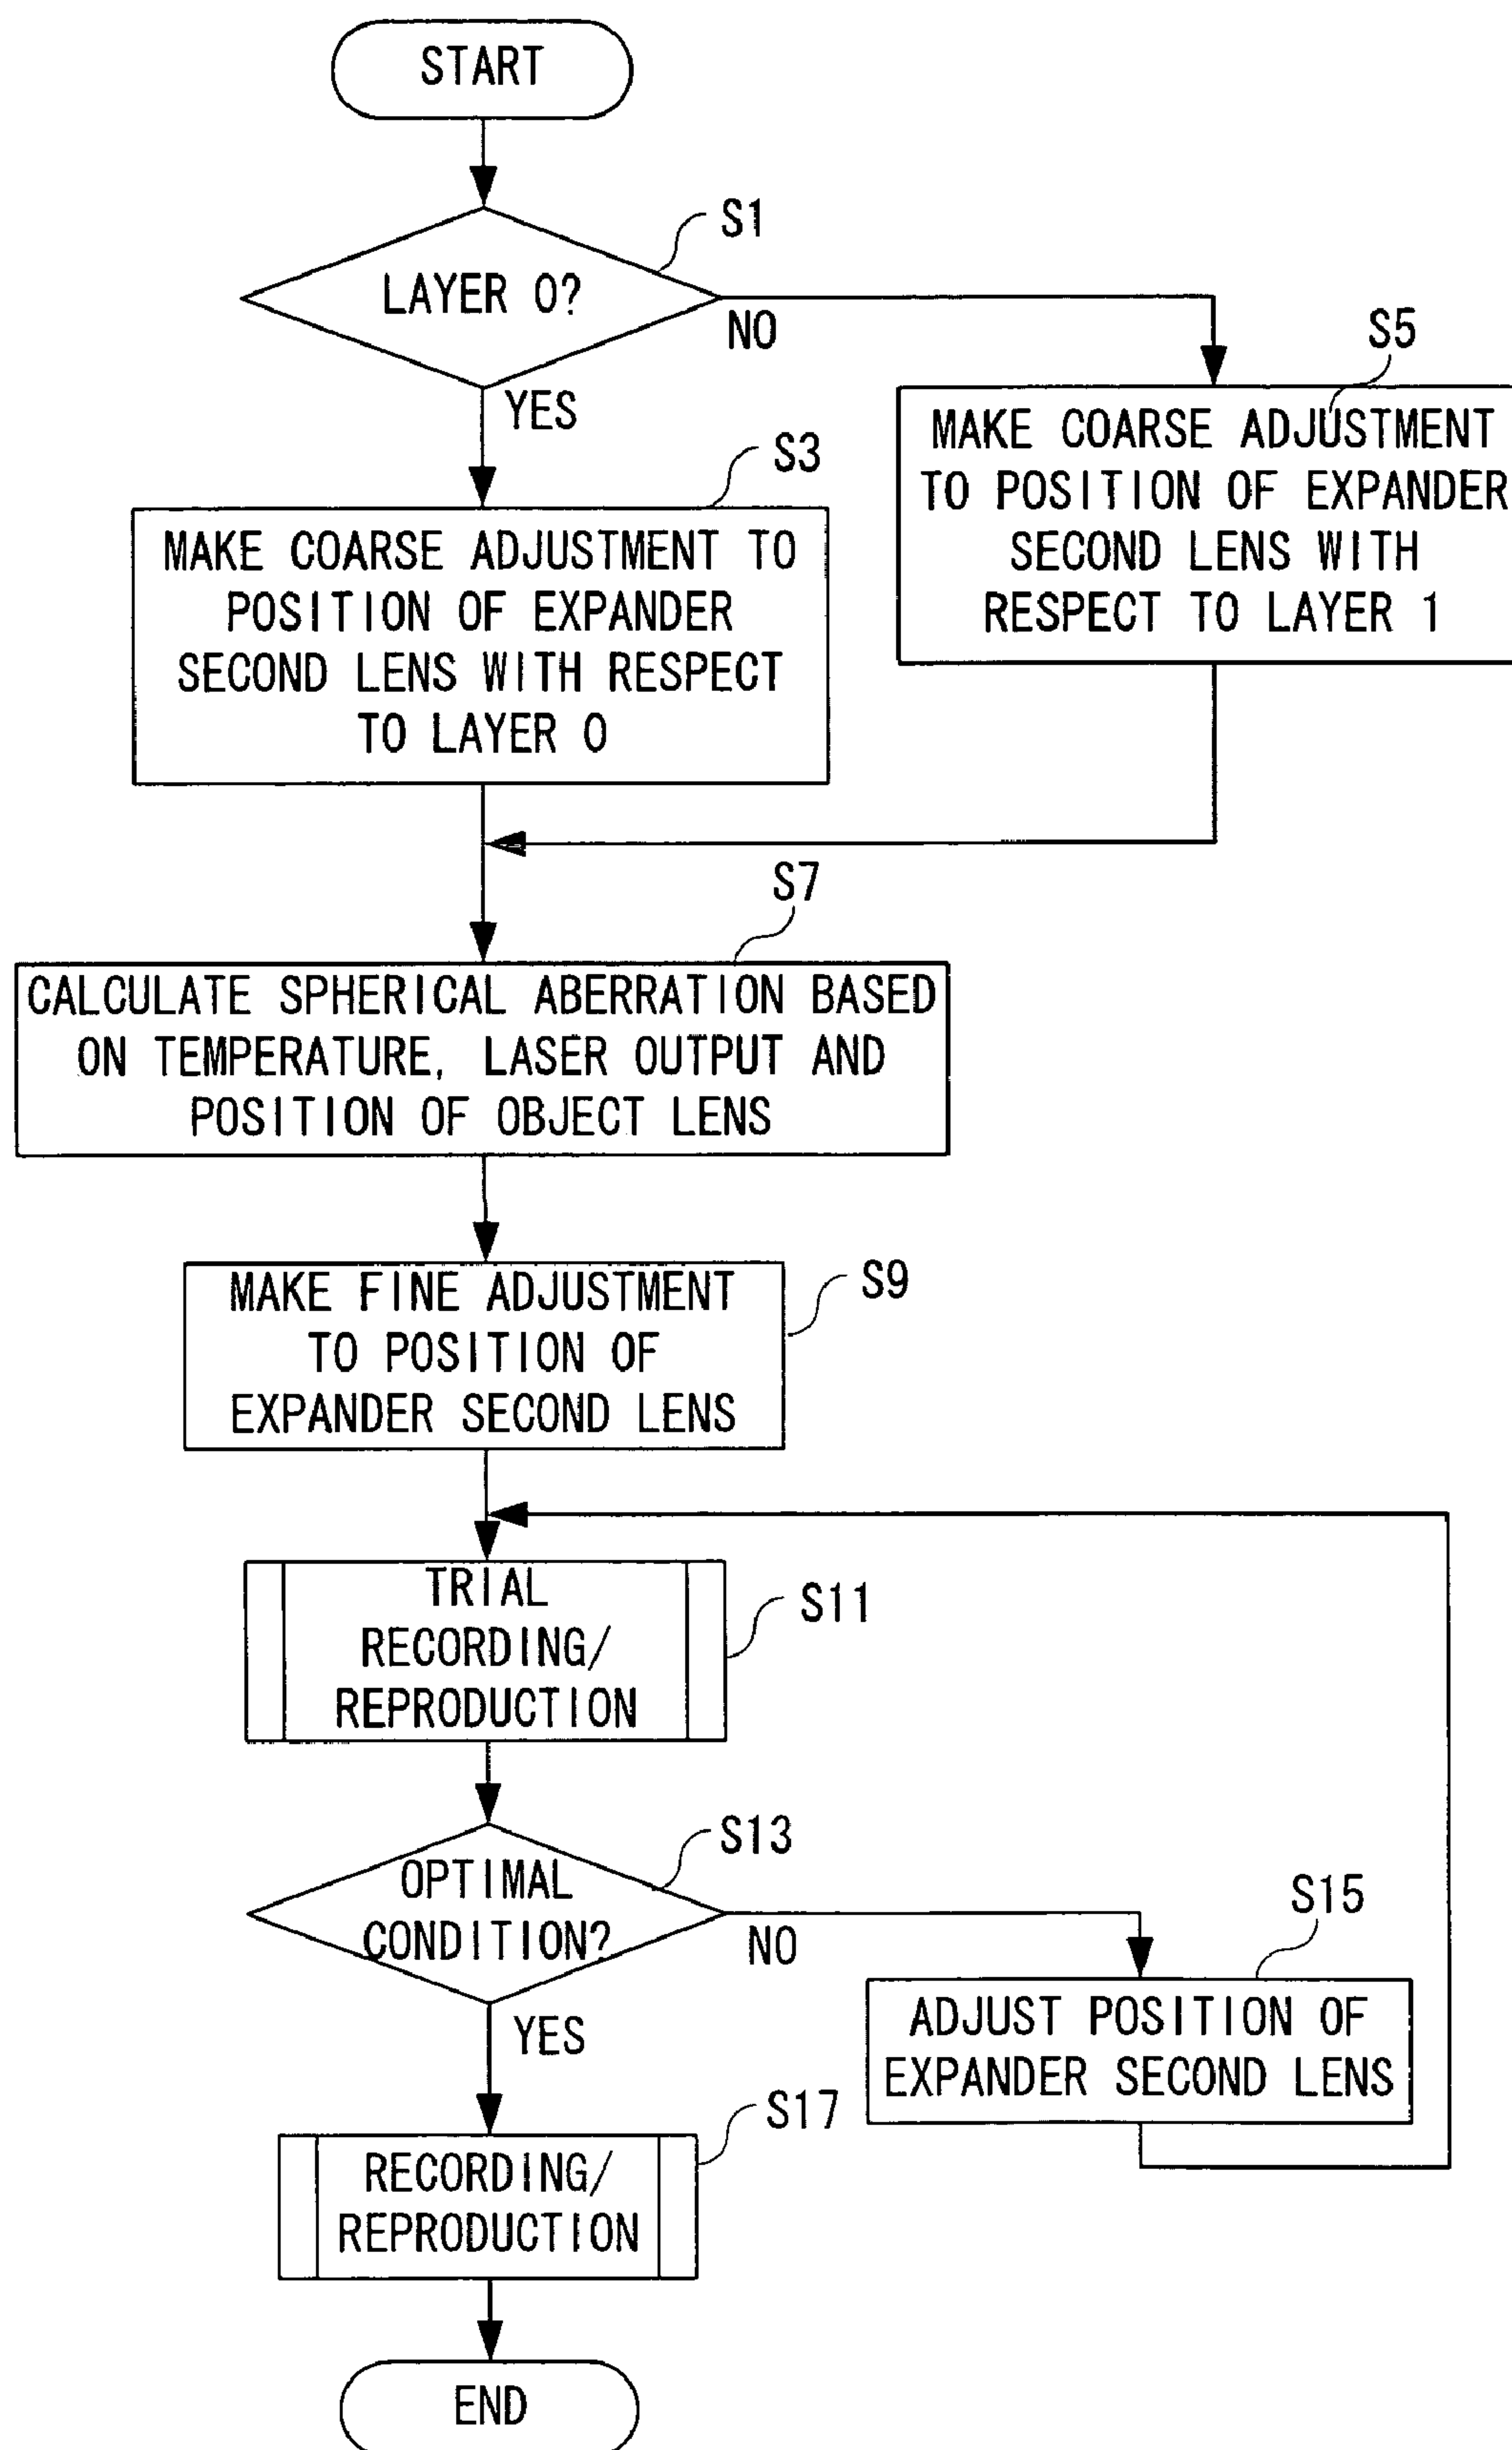 START
S1
LAYER 0?
NO
YES
S5
MAKE COARSE ADJUSTMENT
TO POSITION OF EXPANDER
SECOND LENS WITH
RESPECT TO LAYER 1
S3
MAKE COARSE ADJUSTMENT TO
POSITION OF EXPANDER
SECOND LENS WITH RESPECT
TO LAYER 0
S7
CALCULATE SPHERICAL ABERRATION BASED
ON TEMPERATURE, LASER OUTPUT AND
POSITION OF OBJECT LENS
S9
MAKE FINE ADJUSTMENT
TO POSITION OF
EXPANDER SECOND LENS
S11
TRIAL
RECORDING/
REPRODUCTION
S13
OPTIMAL
CONDITION?
NO
YES
S15
ADJUST POSITION OF
EXPANDER SECOND LENS
S17
RECORDING/
REPRODUCTION
END